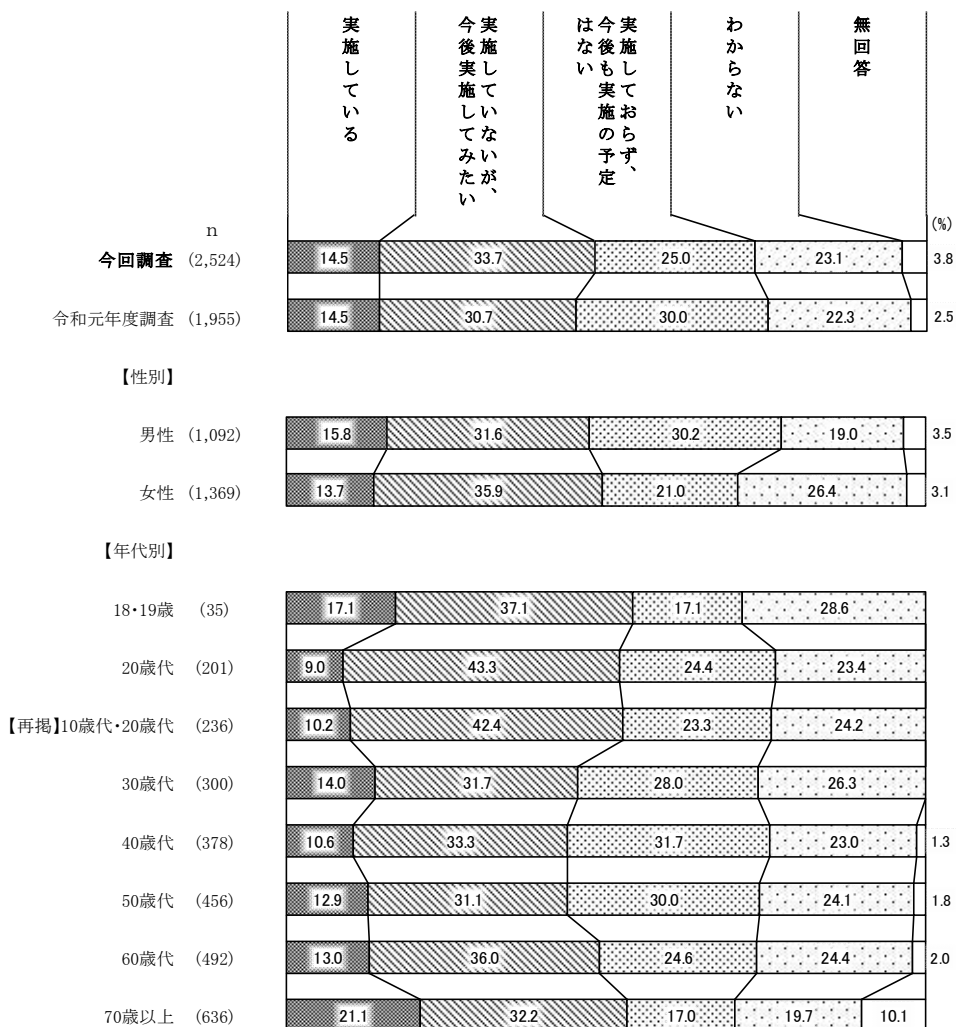 実施している
実施していないが、
今後実施してみたい
実施しておらず、
今後も実施の予定
はない
わからない
無回答
(%)
n
今回調査 (2,524) 14.5 33.7 25.0 23.1 3.8
令和元年度調査 (1,955) 14.5 30.7 30.0 22.3 2.5
【性別】
男性 (1,092) 15.8 31.6 30.2 19.0 3.5
女性 (1,369) 13.7 35.9 21.0 26.4 3.1
【年代別】
18・19歳 (35) 17.1 37.1 17.1 28.6
20歳代 (201) 9.0 43.3 24.4 23.4
【再掲】10歳代・20歳代 (236) 10.2 42.4 23.3 24.2
30歳代 (300) 14.0 31.7 28.0 26.3
40歳代 (378) 10.6 33.3 31.7 23.0 1.3
50歳代 (456) 12.9 31.1 30.0 24.1 1.8
60歳代 (492) 13.0 36.0 24.6 24.4 2.0
70歳以上 (636) 21.1 32.2 17.0 19.7 10.1